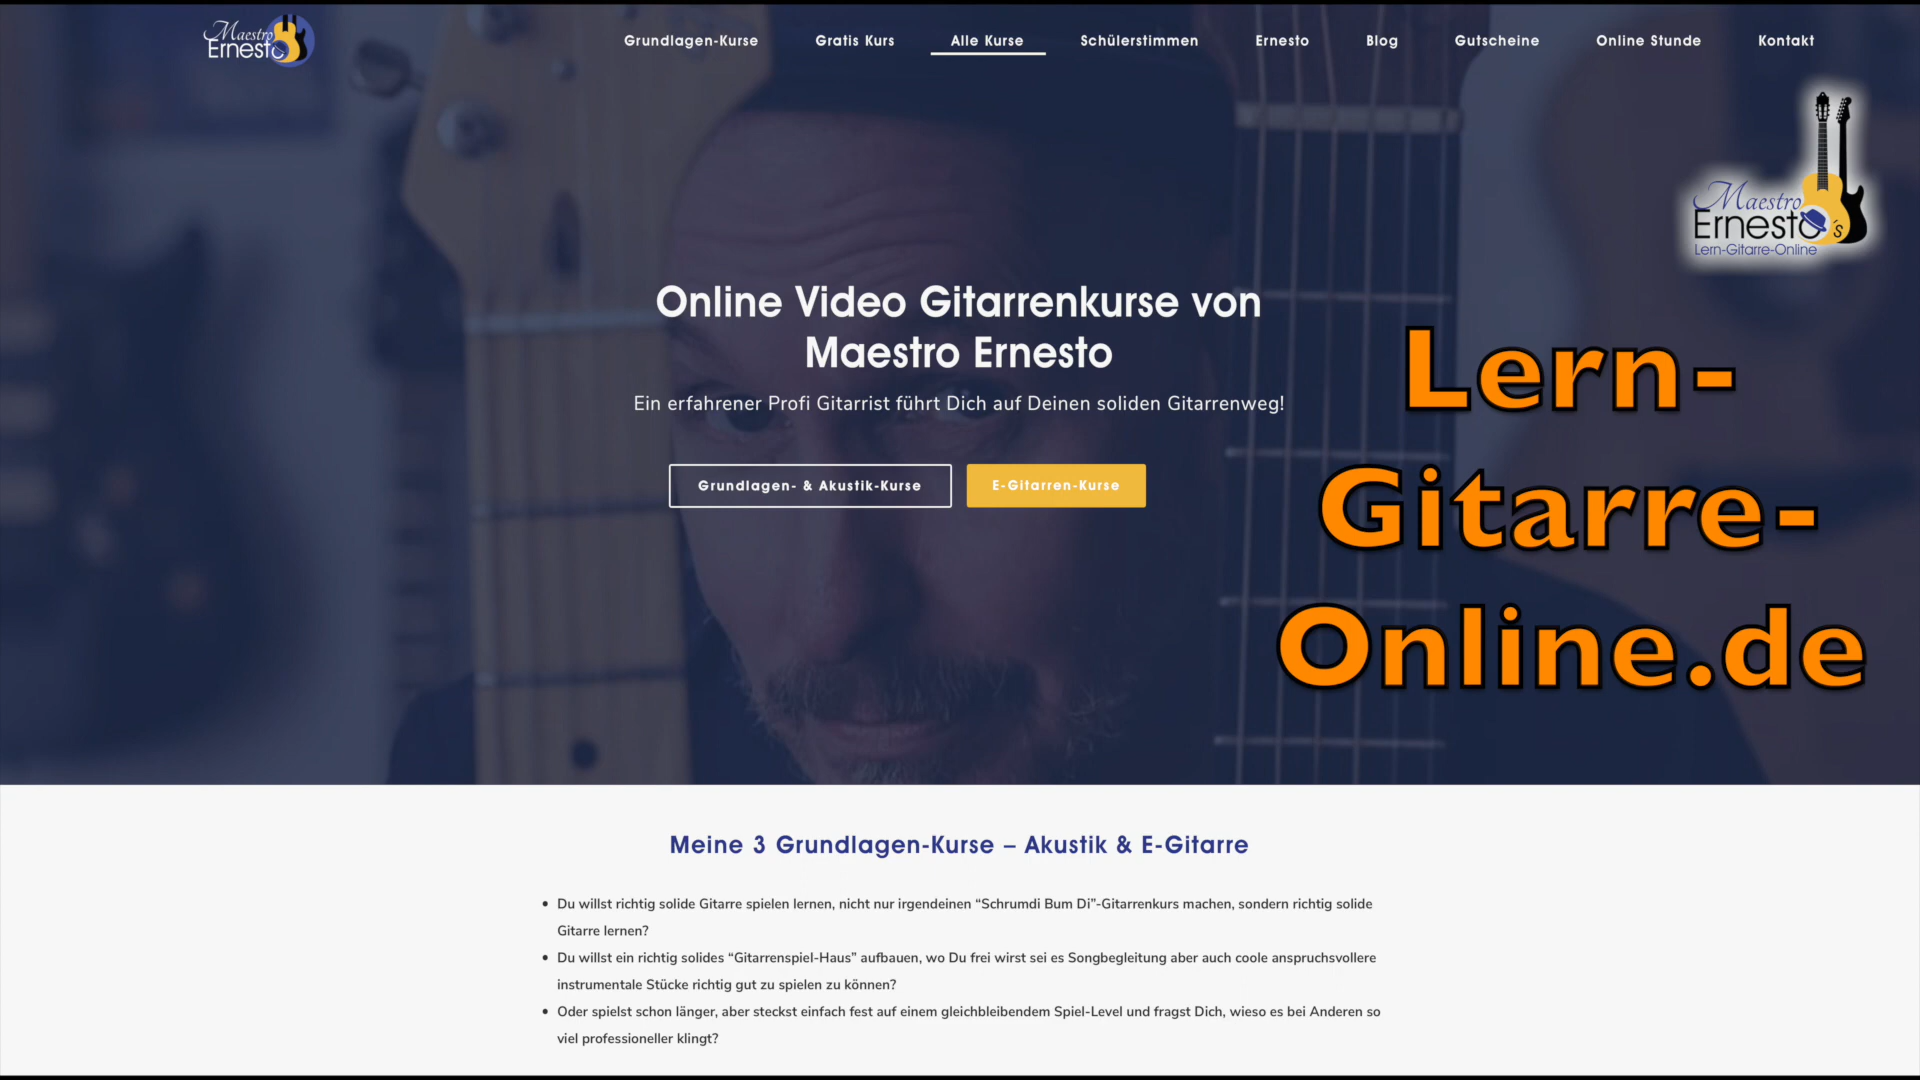 Maestro
Ernesto
Grundlagen-Kurse
Gratis Kurs
Alle Kurse
Schülerstimmen
Ernesto
Blog
Gutscheine
Online Stunde
Kontakt
Maestro
Ernesto´s
Lern-Gitarre-Online
Online Video Gitarrenkurse von
Maestro Ernesto
Ein erfahrener Profi Gitarrist führt Dich auf Deinen soliden Gitarrenweg!
Grundlagen- & Akustik-Kurse
E-Gitarren-Kurse
Lern-
Gitarre-
Online.de
Meine 3 Grundlagen-Kurse – Akustik & E-Gitarre
• Du willst richtig solide Gitarre spielen lernen, nicht nur irgendeinen “Schrumdi Bum Di”-Gitarrenkurs machen, sondern richtig solide
Gitarre lernen?
• Du willst ein richtig solides “Gitarrenspiel-Haus” aufbauen, wo Du frei wirst sei es Songbegleitung aber auch coole anspruchsvollere
instrumentale Stücke richtig gut zu spielen zu können?
• Oder spielst schon länger, aber steckst einfach fest auf einem gleichbleibendem Spiel-Level und fragst Dich, wieso es bei Anderen so
viel professioneller klingt?